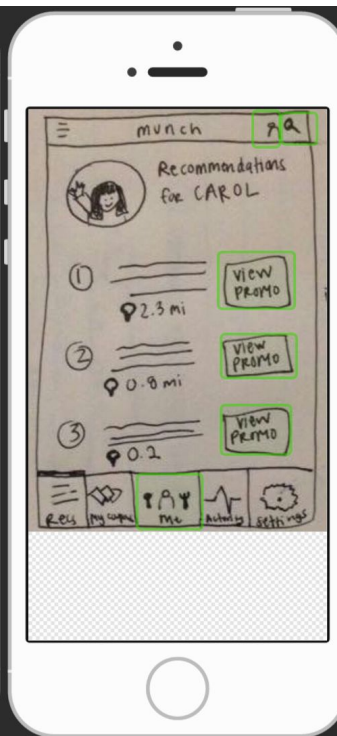 munch
Recommendations
for CAROL
1
VIEW
PROMO
2.3 mi
2
VIEW
PROMO
0.8 mi
3
VIEW
PROMO
0.2
Recs
My
Me
Activity
Settings